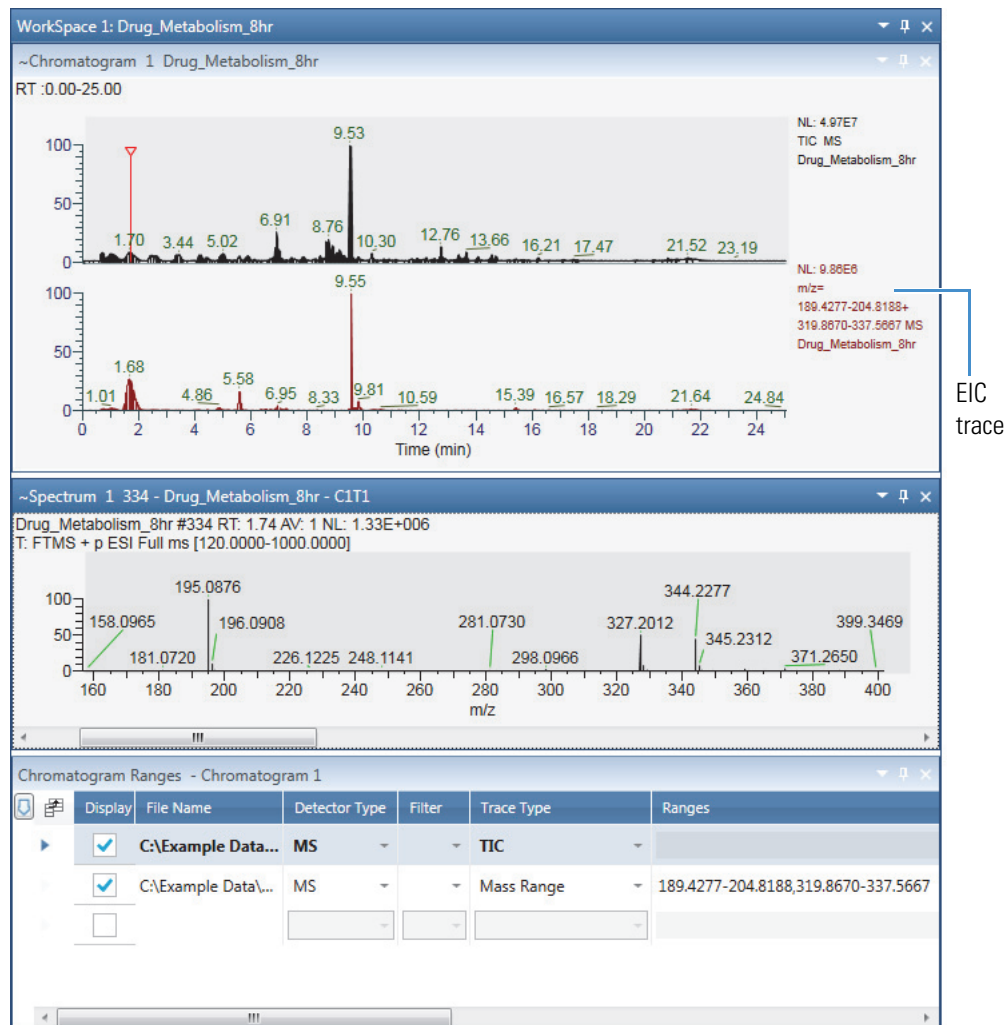 WorkSpace 1: Drug_Metabolism_8hr
~Chromatogram 1 Drug_Metabolism_8hr
RT :0.00-25.00
NL: 4.97E7
TIC MS
Drug_Metabolism_8hr
100
50
0
9.53
1.70 3.44 5.02 6.91 8.76 10.30 12.76 13.66 16.21 17.47 21.52 23.19
NL: 9.86E6
m/z=
189.4277-204.8188+
319.8670-337.5667 MS
Drug_Metabolism_8hr
EIC
trace
100
50
0
9.55
1.01 1.68 4.86 5.58 6.95 8.33 9.81 10.59 15.39 16.57 18.29 21.64 24.84
0 2 4 6 8 10 12 14 16 18 20 22 24
Time (min)
~Spectrum 1 334 - Drug_Metabolism_8hr - C1T1
Drug_Metabolism_8hr #334 RT: 1.74 AV: 1 NL: 1.33E+006
T: FTMS + p ESI Full ms [120.0000-1000.0000]
100
50
0
195.0876 344.2277
158.0965 196.0908 281.0730 327.2012 345.2312 399.3469
181.0720 226.1225 248.1141 298.0966 371.2650
160 180 200 220 240 260 280 300 320 340 360 380 400
m/z
Chromatogram Ranges - Chromatogram 1
Display File Name Detector Type Filter Trace Type Ranges
C:\Example Data... MS TIC
C:\Example Data\... MS Mass Range 189.4277-204.8188,319.8670-337.5667